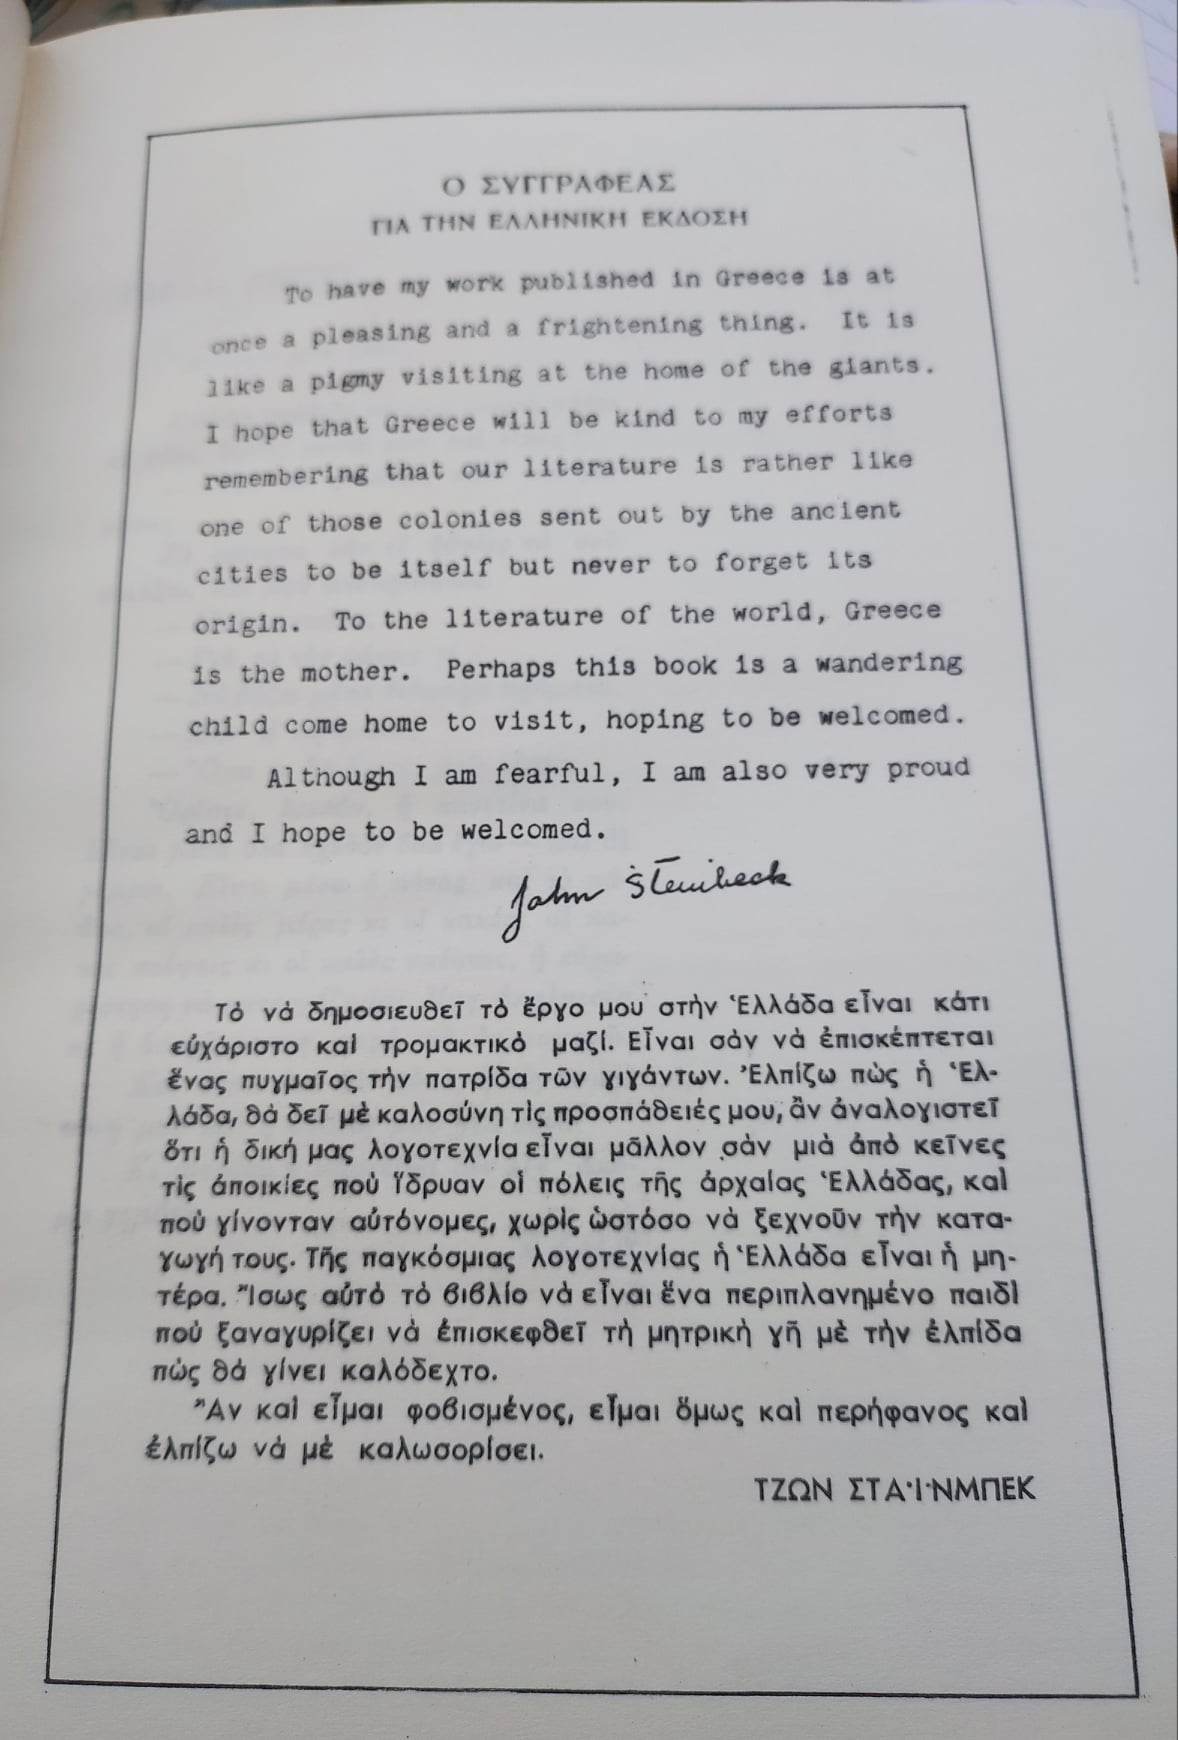 Ο ΣΥΓΓΡΑΦΕΑΣ
ΓΙΑ ΤΗΝ ΕΛΛΗΝΙΚΗ ΕΚΔΟΣΗ
To have my work published in Greece is at
once a pleasing and a frightening thing. It is
like a pigmy visiting at the home of the giants.
I hope that Greece will be kind to my efforts
remembering that our literature is rather like
one of those colonies sent out by the ancient
cities to be itself but never to forget its
origin. To the literature of the world, Greece
is the mother. Perhaps this book is a wandering
child come home to visit, hoping to be welcomed.
Although I am fearful, I am also very proud
and I hope to be welcomed.
John Steinbeck
Τὸ νὰ δημοσιευθεῖ τὸ ἔργο μου στὴν Ἑλλάδα εἶναι κάτι
εὐχάριστο καὶ τρομακτικὸ μαζί. Εἶναι σὰν νὰ ἐπισκέπτεται
ἕνας πυγμαῖος τὴν πατρίδα τῶν γιγάντων. Ἐλπίζω πὼς ἡ Ἑλ-
λάδα, θὰ δεῖ μὲ καλοσύνη τὶς προσπάθειές μου, ἂν ἀναλογιστεῖ
ὅτι ἡ δική μας λογοτεχνία εἶναι μᾶλλον σὰν μιὰ ἀπὸ κεῖνες
τὶς ἀποικίες ποὺ ἵδρυαν οἱ πόλεις τῆς ἀρχαίας Ἑλλάδας, καὶ
ποὺ γίνονταν αὐτόνομες, χωρὶς ὡστόσο νὰ ξεχνοῦν τὴν κατα-
γωγή τους. Τῆς παγκόσμιας λογοτεχνίας ἡ Ἑλλάδα εἶναι ἡ μη-
τέρα. Ἴσως αὐτὸ τὸ βιβλίο νὰ εἶναι ἕνα περιπλανημένο παιδὶ
ποὺ ξαναγυρίζει νὰ ἐπισκεφθεῖ τὴ μητρικὴ γῆ μὲ τὴν ἐλπίδα
πὼς θὰ γίνει καλόδεχτο.
Ἂν καὶ εἶμαι φοβισμένος, εἶμαι ὅμως καὶ περήφανος καὶ
ἐλπίζω νὰ μὲ καλωσορίσει.
ΤΖΩΝ ΣΤΑ·Ι·ΝΜΠΕΚ